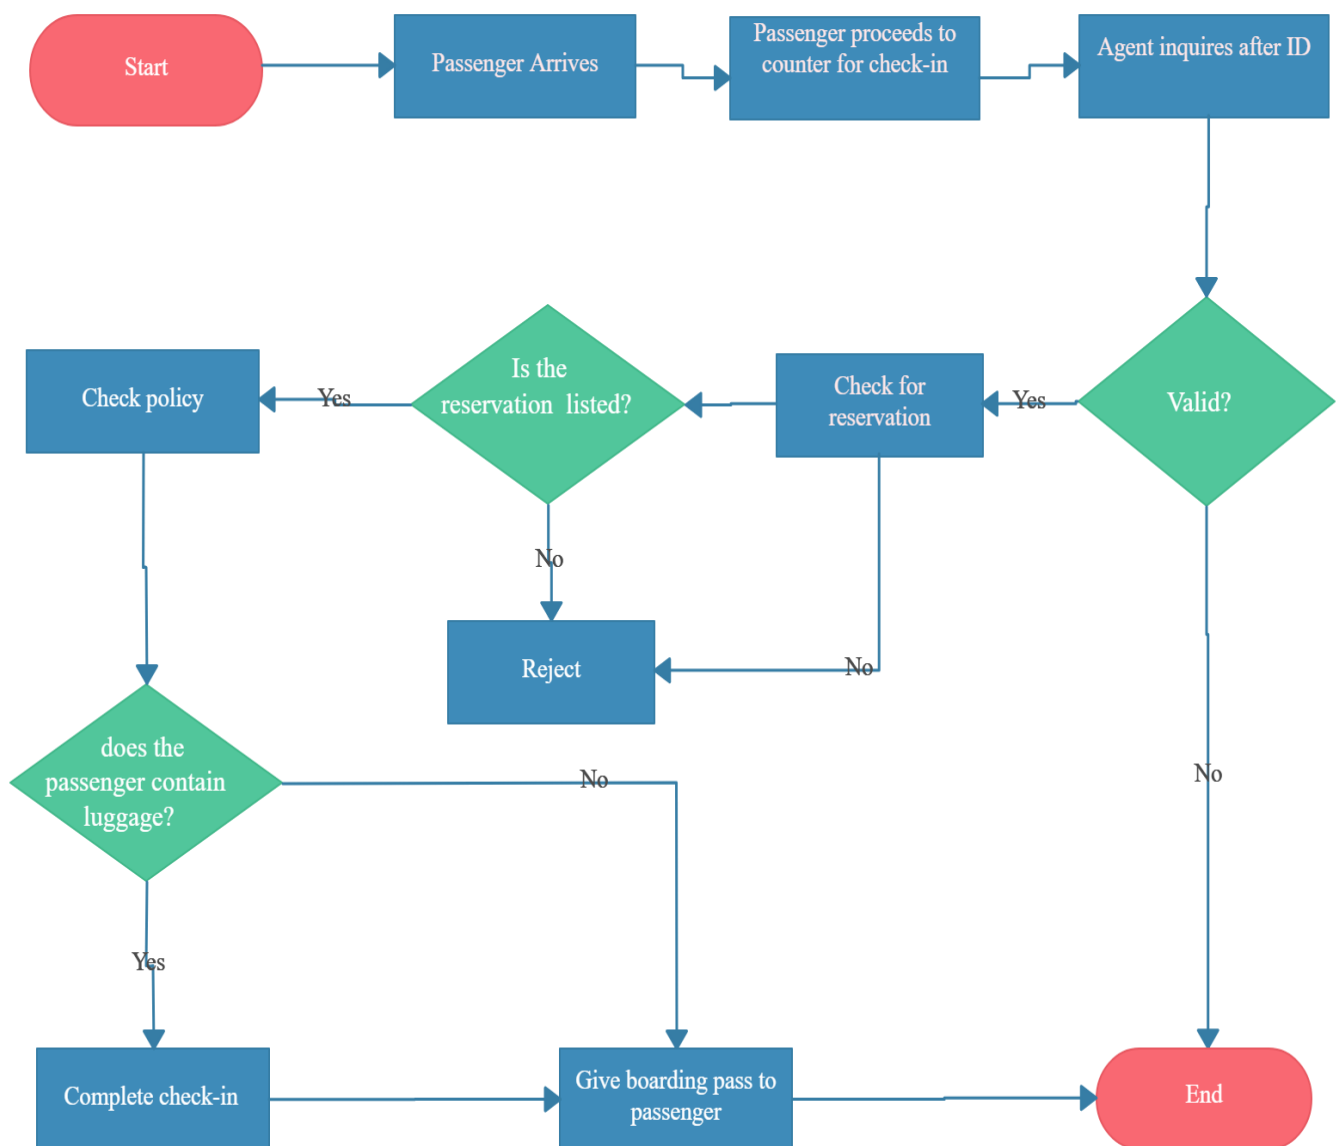 Start
Passenger Arrives
Passenger proceeds to
counter for check-in
Agent inquires after ID
Valid?
Yes
Check for
reservation
Is the
reservation listed?
Yes
Check policy
No
Reject
No
does the
passenger contain
luggage?
No
No
Yes
Complete check-in
Give boarding pass to
passenger
End